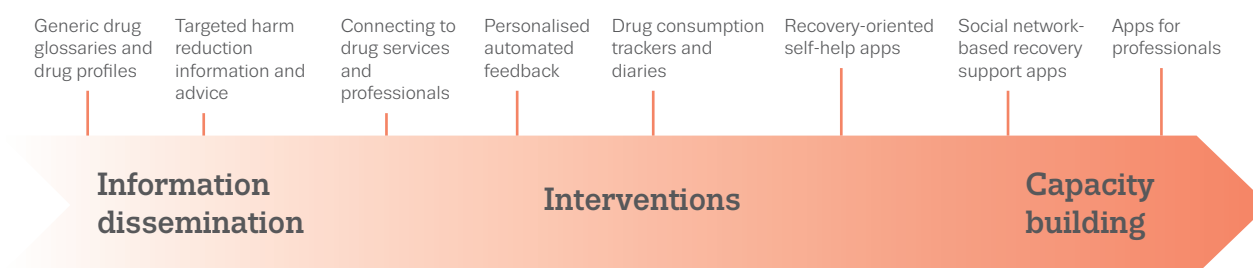 Generic drug
glossaries and
drug profiles
Targeted harm
reduction
information and
advice
Connecting to
drug services
and
professionals
Personalised
automated
feedback
Drug consumption
trackers and
diaries
Recovery-oriented
self-help apps
Social network-
based recovery
support apps
Apps for
professionals
Information
dissemination
Interventions
Capacity
building